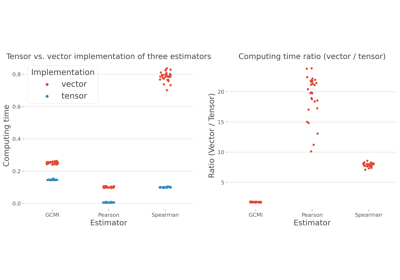 Tensor vs. vector implementation of three estimators
Implementation
vector
tensor
Computing time
0.8
0.6
0.4
0.2
0.0
GCMI
Pearson
Spearman
Estimator
Computing time ratio (vector / tensor)
Ratio (Vector / Tensor)
20
15
10
5
GCMI
Pearson
Spearman
Estimator